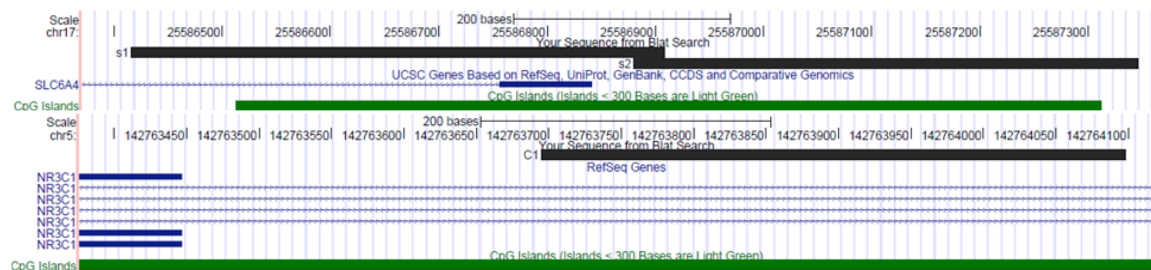 Scale 200 bases
chr17: 25586500 25586600 25586700 25586800 25586900 25587000 25587100 25587200 25587300
Your Sequence from Blat Search
s1
s2
UCSC Genes Based on RefSeq, UniProt, GenBank, CCDS and Comparative Genomics
SLC6A4
CpG Islands (Islands < 300 Bases are Light Green)
CpG Islands
Scale 200 bases
chr5: 142763450 142763500 142763550 142763600 142763650 142763700 142763750 142763800 142763850 142763900 142763950 142764000 142764050 142764100
Your Sequence from Blat Search
C1
RefSeq Genes
NR3C1
NR3C1
NR3C1
NR3C1
NR3C1
NR3C1
NR3C1
CpG Islands (Islands < 300 Bases are Light Green)
CpG Islands